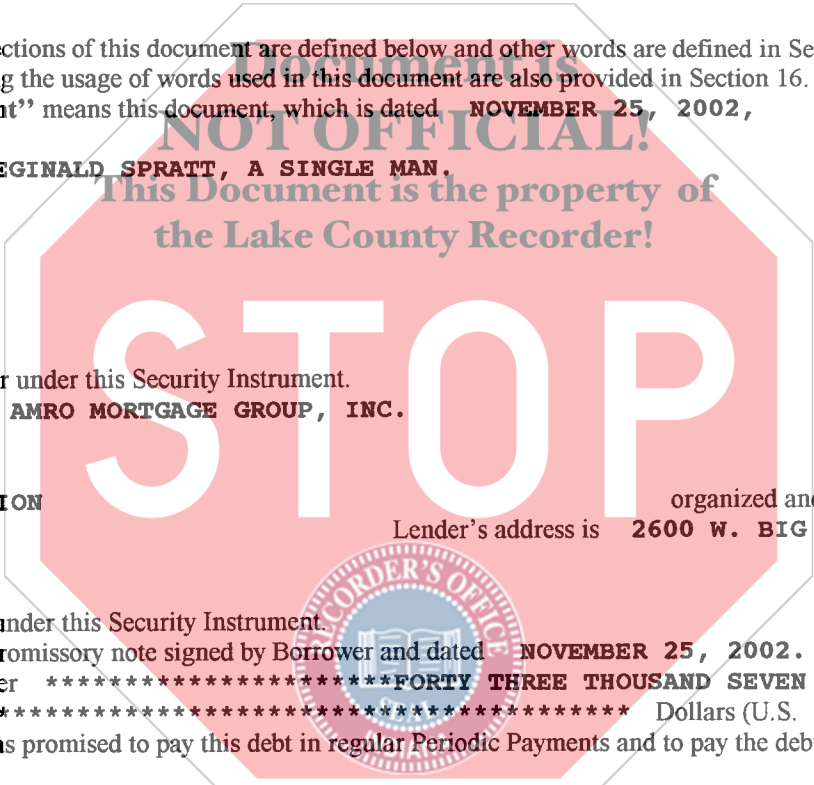 ctions of this document are defined below and other words are defined in Se
g the usage of words used in this document are also provided in Section 16.
Document is
nt” means this document, which is dated NOVEMBER 25, 2002,
NOT OFFICIAL!
EGINALD SPRATT, A SINGLE MAN.
This Document is the property of
the Lake County Recorder!
STOP
r under this Security Instrument.
AMRO MORTGAGE GROUP, INC.
ION organized and
Lender's address is 2600 W. BIG
RECORDER'S OFFICE
under this Security Instrument.
romissory note signed by Borrower and dated NOVEMBER 25, 2002.
er **********************FORTY THREE THOUSAND SEVEN
SEAL
**************************************** Dollars (U.S.
INDIANA
as promised to pay this debt in regular Periodic Payments and to pay the deb